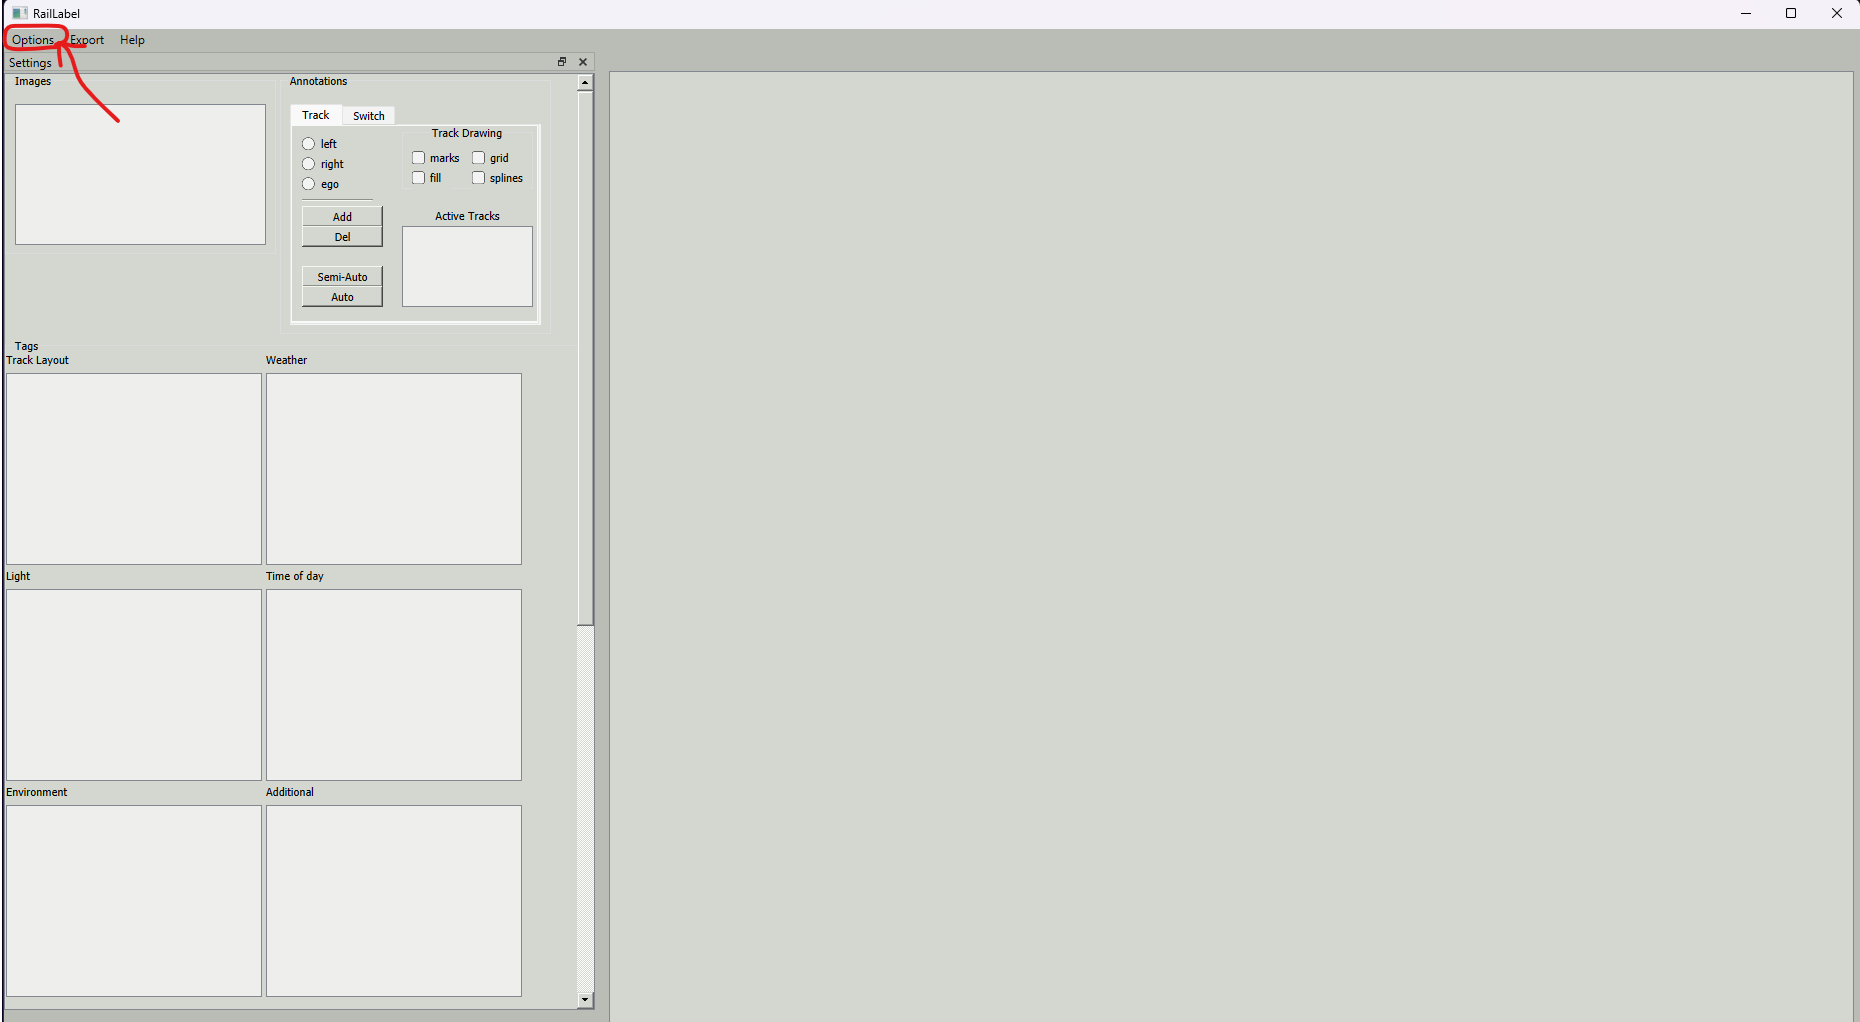 RailLabel
Options Export Help
Settings
Images
Annotations
Track Switch
left
right
ego
Track Drawing
marks grid
fill splines
Add
Del
Active Tracks
Semi-Auto
Auto
Tags
Track Layout Weather
Light Time of day
Environment Additional